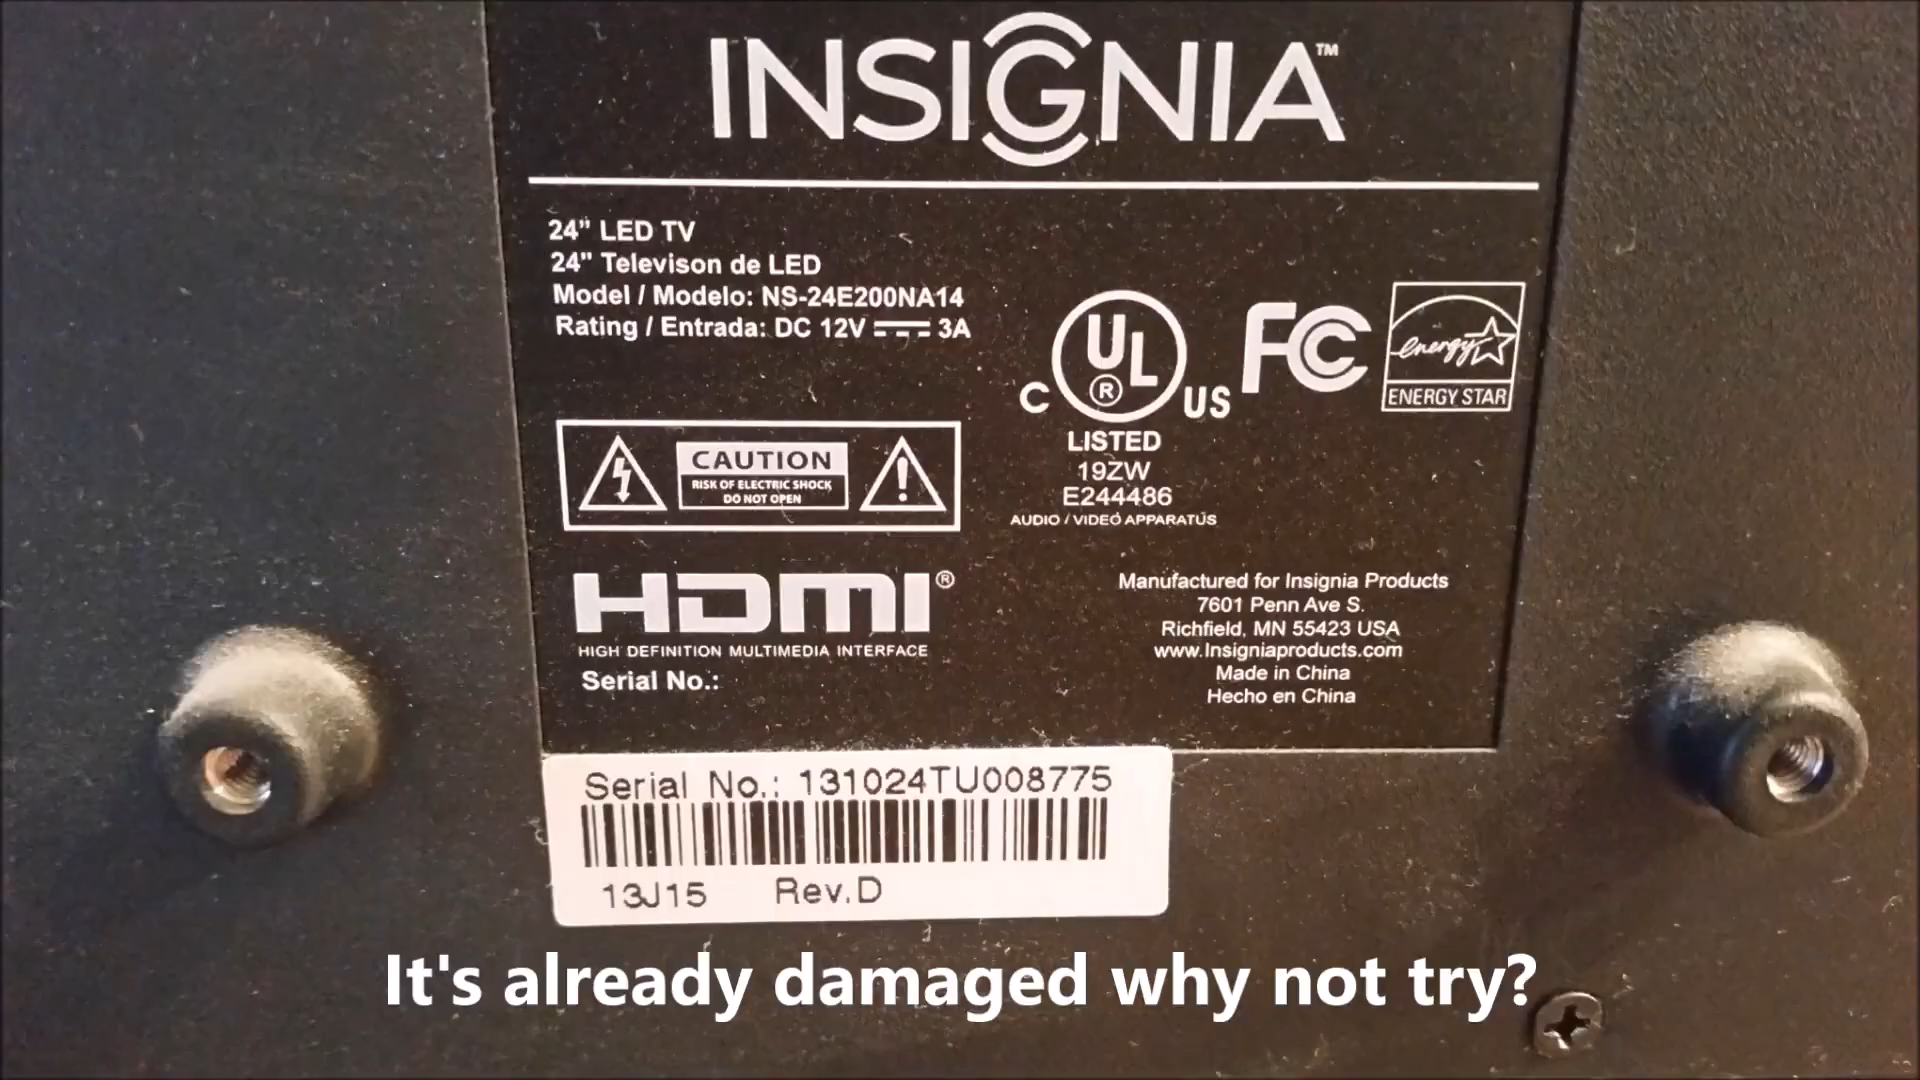 INSIGNIA™
24" LED TV
24" Televison de LED
Model / Modelo: NS-24E200NA14
Rating / Entrada: DC 12V ⎓ 3A
C UL ® US
LISTED
19ZW
E244486
AUDIO / VIDEO APPARATUS
FC
energy
ENERGY STAR
CAUTION
RISK OF ELECTRIC SHOCK
DO NOT OPEN
HDMI®
HIGH DEFINITION MULTIMEDIA INTERFACE
Serial No.:
Manufactured for Insignia Products
7601 Penn Ave S.
Richfield, MN 55423 USA
www.Insigniaproducts.com
Made in China
Hecho en China
Serial No.: 131024TU008775
13J15 Rev.D
It's already damaged why not try?